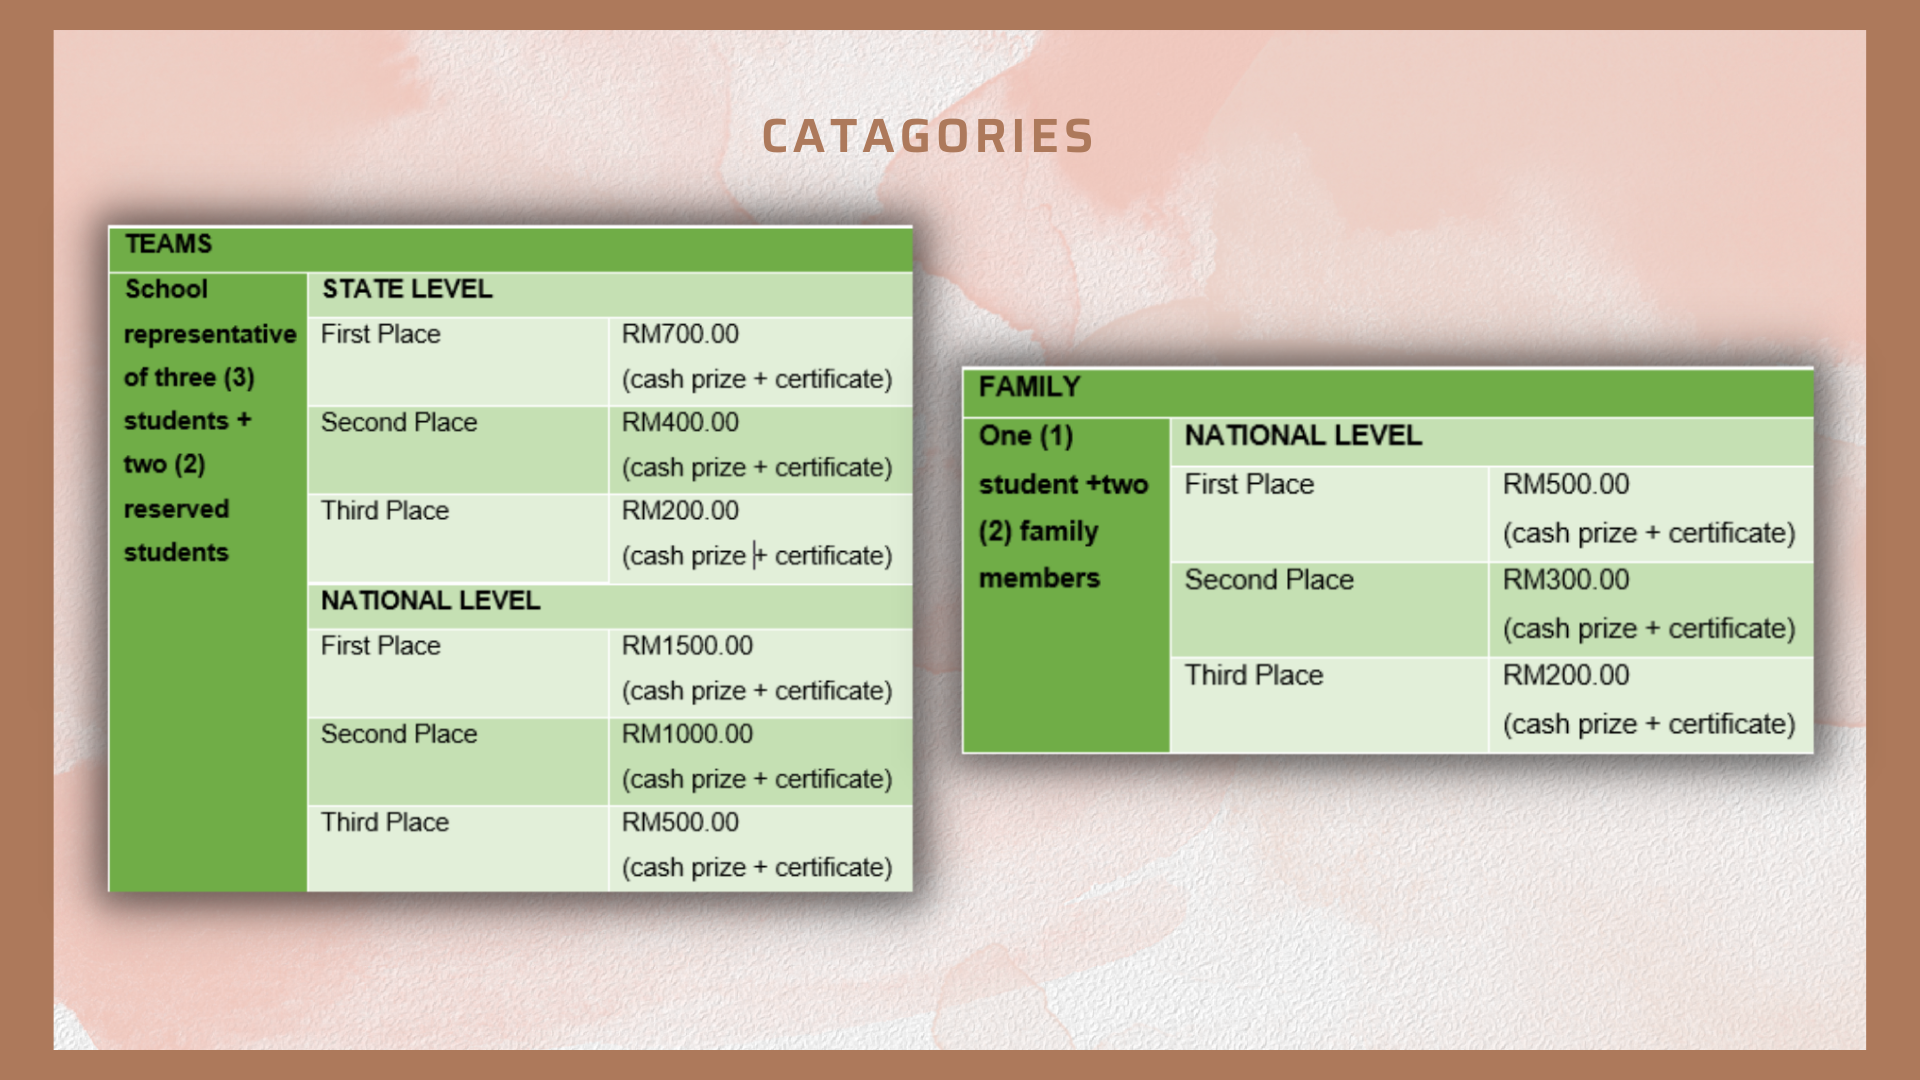 CATAGORIES
TEAMS
School
representative
of three (3)
students +
two (2)
reserved
students
STATE LEVEL
First Place
RM700.00
(cash prize + certificate)
Second Place
RM400.00
(cash prize + certificate)
Third Place
RM200.00
(cash prize + certificate)
NATIONAL LEVEL
First Place
RM1500.00
(cash prize + certificate)
Second Place
RM1000.00
(cash prize + certificate)
Third Place
RM500.00
(cash prize + certificate)
FAMILY
One (1)
student +two
(2) family
members
NATIONAL LEVEL
First Place
RM500.00
(cash prize + certificate)
Second Place
RM300.00
(cash prize + certificate)
Third Place
RM200.00
(cash prize + certificate)